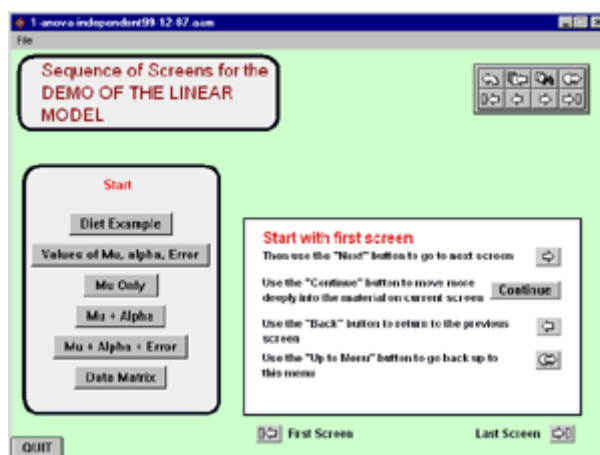 1-anova-independent99-12-07.asm
File
Sequence of Screens for the
DEMO OF THE LINEAR
MODEL
Start
Diet Example
Values of Mu, alpha, Error
Mu Only
Mu + Alpha
Mu + Alpha + Error
Data Matrix
Start with first screen
Then use the "Next" button to go to next screen
Use the "Continue" button to move more
deeply into the material on current screen
Continue
Use the "Back" button to return to the previous
screen
Use the "Up to Menu" button to go back up to
this menu
First Screen
Last Screen
QUIT